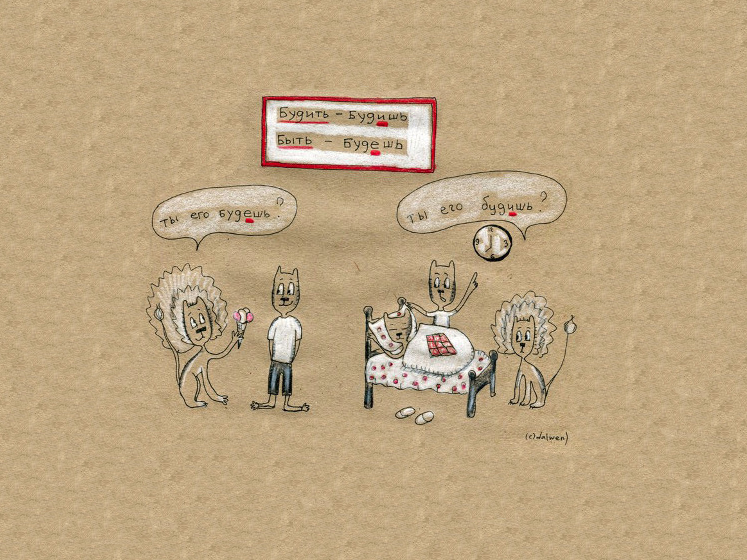 Будить - Будишь
Быть - Будешь
ты его будешь?
ты его будишь?
(c)dalwen)